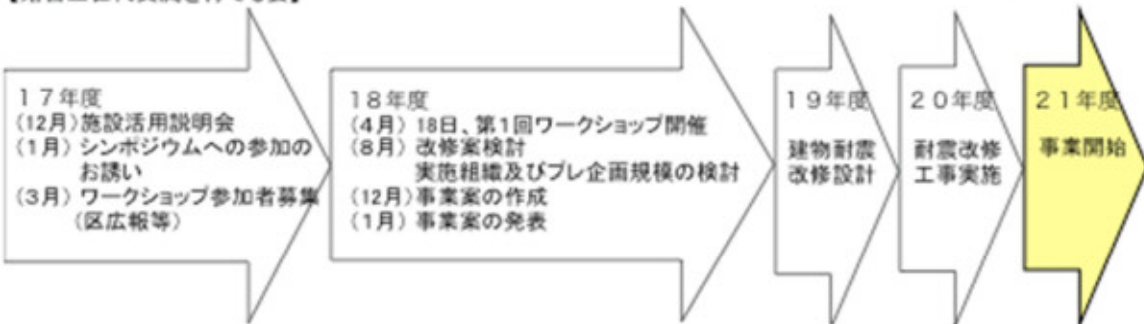 17年度
(12月)施設活用説明会
(1月)シンポジウムへの参加の
お誘い
(3月)ワークショップ参加者募集
(区広報等)
18年度
(4月) 18日、第1回ワークショップ開催
(8月) 改修案検討
実施組織及びプレ企画規模の検討
(12月)事業案の作成
(1月) 事業案の発表
19年度
建物耐震
改修設計
20年度
耐震改修
工事実施
21年度
事業開始